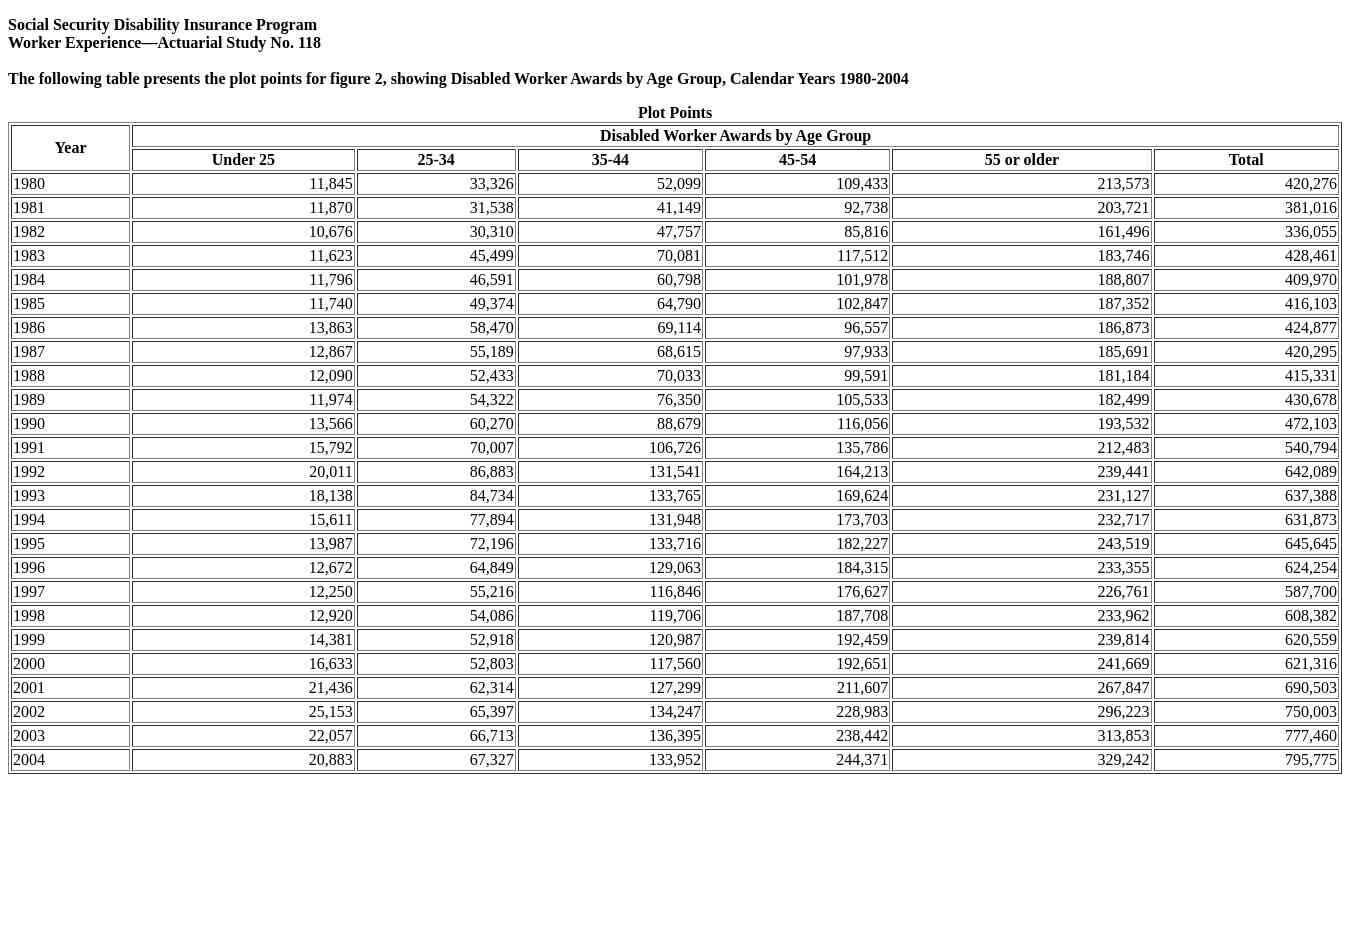 Social Security Disability Insurance Program
Worker Experience—Actuarial Study No. 118
The following table presents the plot points for figure 2, showing Disabled Worker Awards by Age Group, Calendar Years 1980-2004
Plot Points
Year Disabled Worker Awards by Age Group
Under 25 25-34 35-44 45-54 55 or older Total
1980 11,845 33,326 52,099 109,433 213,573 420,276
1981 11,870 31,538 41,149 92,738 203,721 381,016
1982 10,676 30,310 47,757 85,816 161,496 336,055
1983 11,623 45,499 70,081 117,512 183,746 428,461
1984 11,796 46,591 60,798 101,978 188,807 409,970
1985 11,740 49,374 64,790 102,847 187,352 416,103
1986 13,863 58,470 69,114 96,557 186,873 424,877
1987 12,867 55,189 68,615 97,933 185,691 420,295
1988 12,090 52,433 70,033 99,591 181,184 415,331
1989 11,974 54,322 76,350 105,533 182,499 430,678
1990 13,566 60,270 88,679 116,056 193,532 472,103
1991 15,792 70,007 106,726 135,786 212,483 540,794
1992 20,011 86,883 131,541 164,213 239,441 642,089
1993 18,138 84,734 133,765 169,624 231,127 637,388
1994 15,611 77,894 131,948 173,703 232,717 631,873
1995 13,987 72,196 133,716 182,227 243,519 645,645
1996 12,672 64,849 129,063 184,315 233,355 624,254
1997 12,250 55,216 116,846 176,627 226,761 587,700
1998 12,920 54,086 119,706 187,708 233,962 608,382
1999 14,381 52,918 120,987 192,459 239,814 620,559
2000 16,633 52,803 117,560 192,651 241,669 621,316
2001 21,436 62,314 127,299 211,607 267,847 690,503
2002 25,153 65,397 134,247 228,983 296,223 750,003
2003 22,057 66,713 136,395 238,442 313,853 777,460
2004 20,883 67,327 133,952 244,371 329,242 795,775